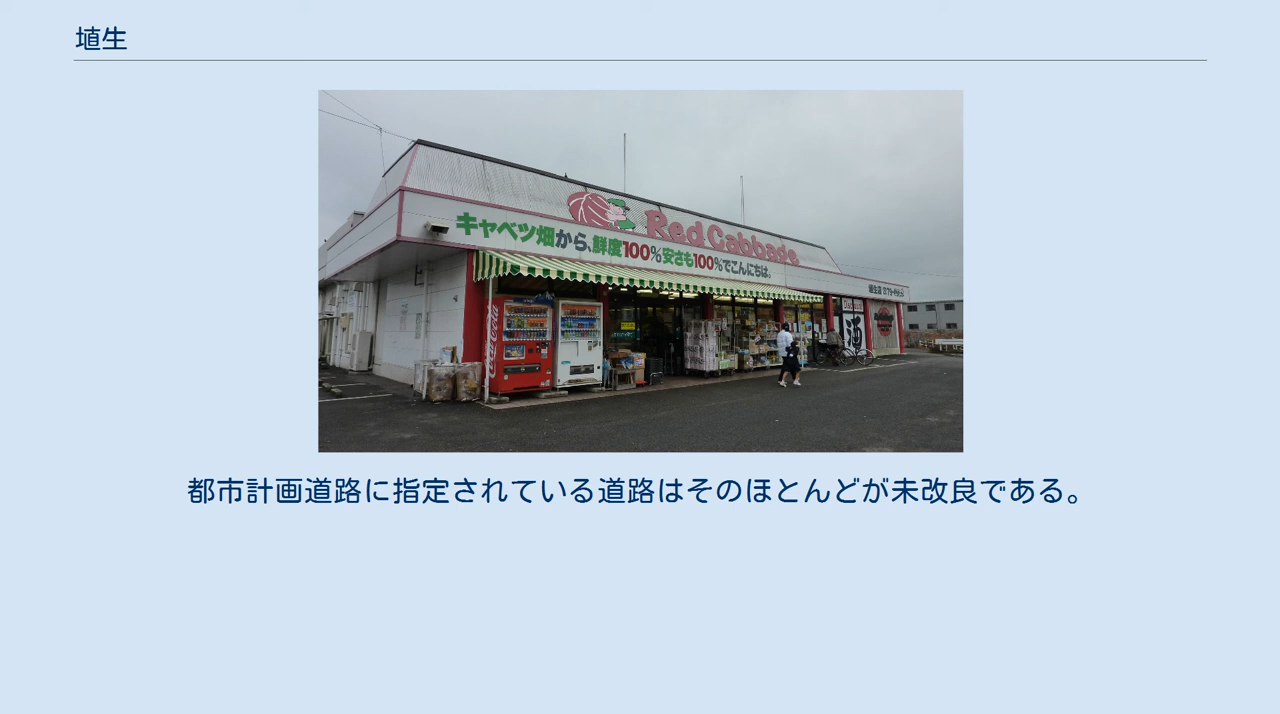 埴生
Red Cabbage
キャベツ畑から、鮮度100%安さも100%でこんにちは。
Coca-Cola
酒
都市計画道路に指定されている道路はそのほとんどが未改良である。